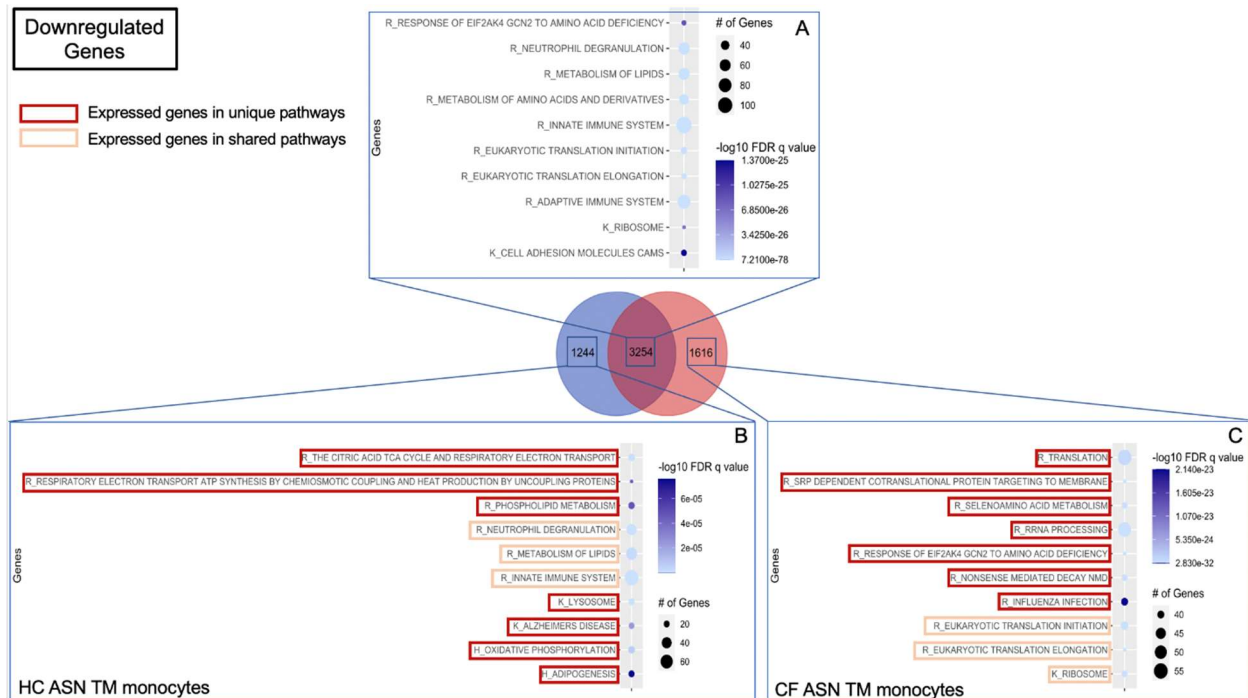 Downregulated
Genes
Expressed genes in unique pathways
Expressed genes in shared pathways
A
Genes
R_RESPONSE OF EIF2AK4 GCN2 TO AMINO ACID DEFICIENCY
R_NEUTROPHIL DEGRANULATION
R_METABOLISM OF LIPIDS
R_METABOLISM OF AMINO ACIDS AND DERIVATIVES
R_INNATE IMMUNE SYSTEM
R_EUKARYOTIC TRANSLATION INITIATION
R_EUKARYOTIC TRANSLATION ELONGATION
R_ADAPTIVE IMMUNE SYSTEM
K_RIBOSOME
K_CELL ADHESION MOLECULES CAMS
# of Genes
40
60
80
100
-log10 FDR q value
1.3700e-25
1.0275e-25
6.8500e-26
3.4250e-26
7.2100e-78
1244
3254
1616
B
Genes
R_THE CITRIC ACID TCA CYCLE AND RESPIRATORY ELECTRON TRANSPORT
R_RESPIRATORY ELECTRON TRANSPORT ATP SYNTHESIS BY CHEMIOSMOTIC COUPLING AND HEAT PRODUCTION BY UNCOUPLING PROTEINS
R_PHOSPHOLIPID METABOLISM
R_NEUTROPHIL DEGRANULATION
R_METABOLISM OF LIPIDS
R_INNATE IMMUNE SYSTEM
K_LYSOSOME
K_ALZHEIMERS DISEASE
H_OXIDATIVE PHOSPHORYLATION
H_ADIPOGENESIS
-log10 FDR q value
6e-05
4e-05
2e-05
# of Genes
20
40
60
HC ASN TM monocytes
C
Genes
R_TRANSLATION
R_SRP DEPENDENT COTRANSLATIONAL PROTEIN TARGETING TO MEMBRANE
R_SELENOAMINO ACID METABOLISM
R_RRNA PROCESSING
R_RESPONSE OF EIF2AK4 GCN2 TO AMINO ACID DEFICIENCY
R_NONSENSE MEDIATED DECAY NMD
R_INFLUENZA INFECTION
R_EUKARYOTIC TRANSLATION INITIATION
R_EUKARYOTIC TRANSLATION ELONGATION
K_RIBOSOME
-log10 FDR q value
2.140e-23
1.605e-23
1.070e-23
5.350e-24
2.830e-32
# of Genes
40
45
50
55
CF ASN TM monocytes